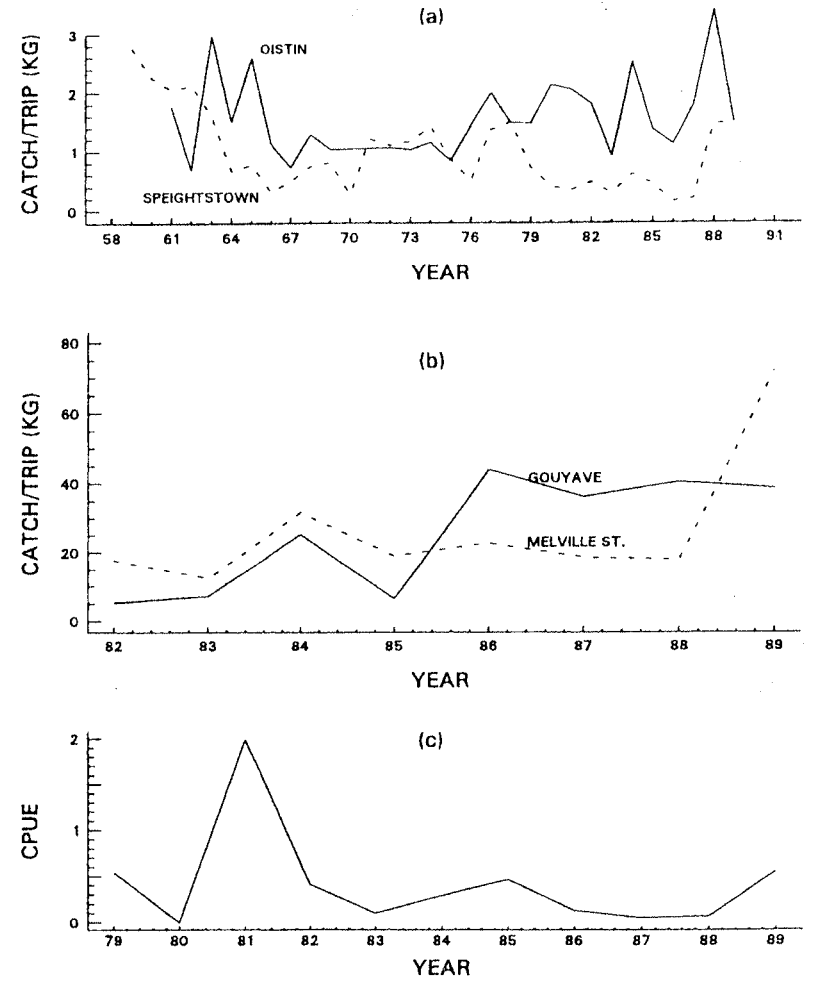 (a)
CATCH/TRIP (KG)
3
2
1
0
OISTIN
SPEIGHTSTOWN
58 61 64 67 70 73 76 79 82 85 88 91
YEAR
(b)
CATCH/TRIP (KG)
80
60
40
20
0
GOUYAVE
MELVILLE ST.
82 83 84 85 86 87 88 89
YEAR
(c)
CPUE
2
1
0
79 80 81 82 83 84 85 86 87 88 89
YEAR